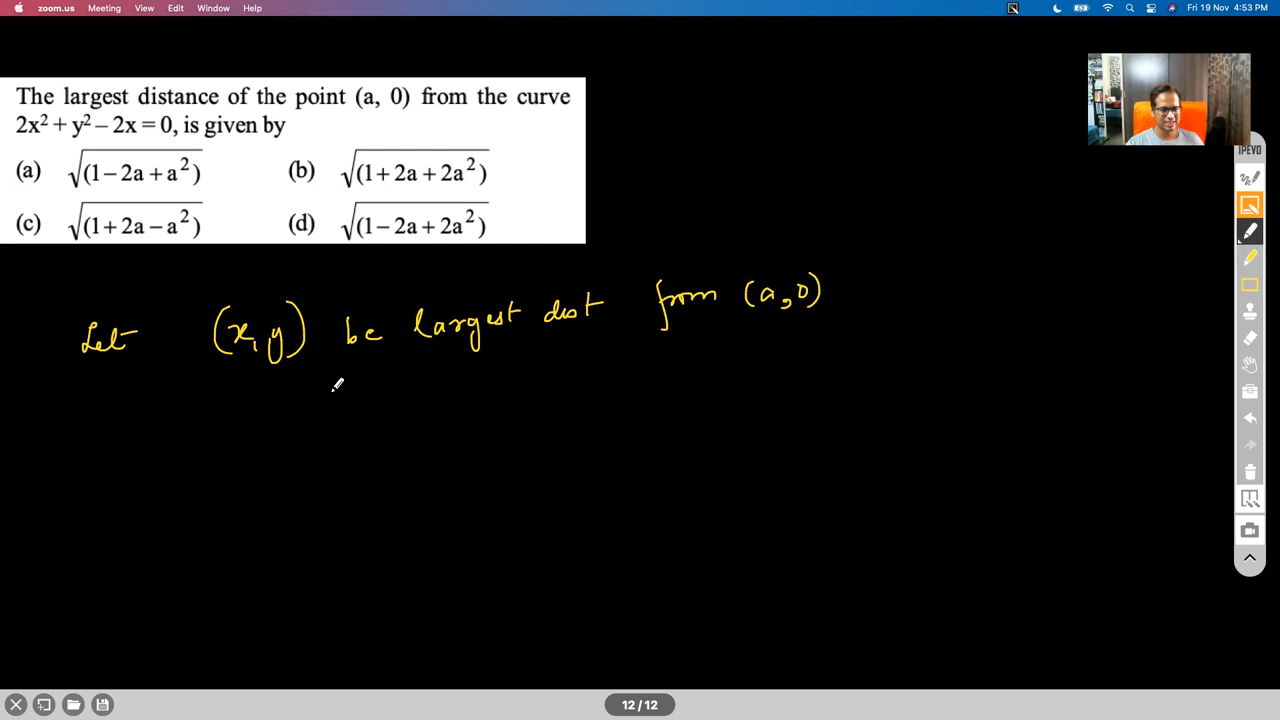 zoom.us Meeting View Edit Window Help Fri 19 Nov 4:53 PM
The largest distance of the point (a, 0) from the curve
2x² + y² – 2x = 0, is given by
(a) √(1 – 2a + a²) (b) √(1 + 2a + 2a²)
(c) √(1 + 2a – a²) (d) √(1 – 2a + 2a²)
IPEVO
Let (x, y) be largest dist from (a, 0)
12 / 12